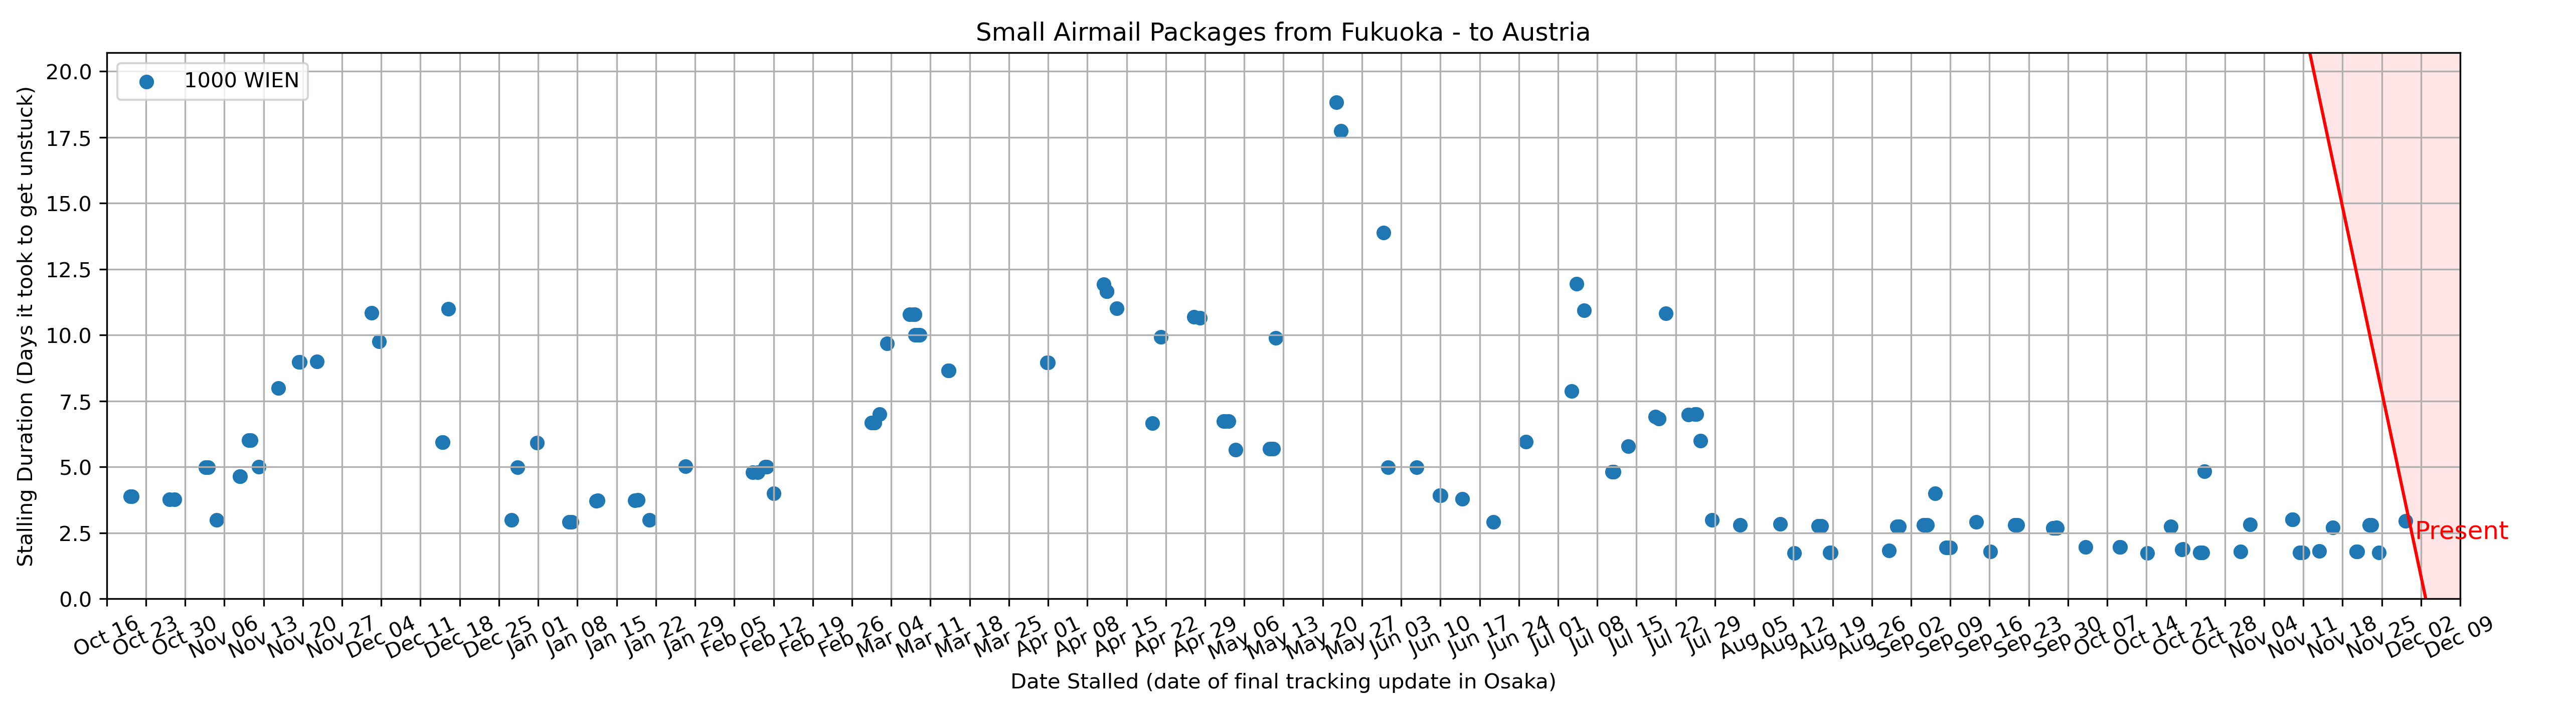 Small Airmail Packages from Fukuoka - to Austria
1000 WIEN
Stalling Duration (Days it took to get unstuck)
20.0
17.5
15.0
12.5
10.0
7.5
5.0
2.5
0.0
Present
Oct 16
Oct 23
Oct 30
Nov 06
Nov 13
Nov 20
Nov 27
Dec 04
Dec 11
Dec 18
Dec 25
Jan 01
Jan 08
Jan 15
Jan 22
Jan 29
Feb 05
Feb 12
Feb 19
Feb 26
Mar 04
Mar 11
Mar 18
Mar 25
Apr 01
Apr 08
Apr 15
Apr 22
Apr 29
May 06
May 13
May 20
May 27
Jun 03
Jun 10
Jun 17
Jun 24
Jul 01
Jul 08
Jul 15
Jul 22
Jul 29
Aug 05
Aug 12
Aug 19
Aug 26
Sep 02
Sep 09
Sep 16
Sep 23
Sep 30
Oct 07
Oct 14
Oct 21
Oct 28
Nov 04
Nov 11
Nov 18
Nov 25
Dec 02
Dec 09
Date Stalled (date of final tracking update in Osaka)